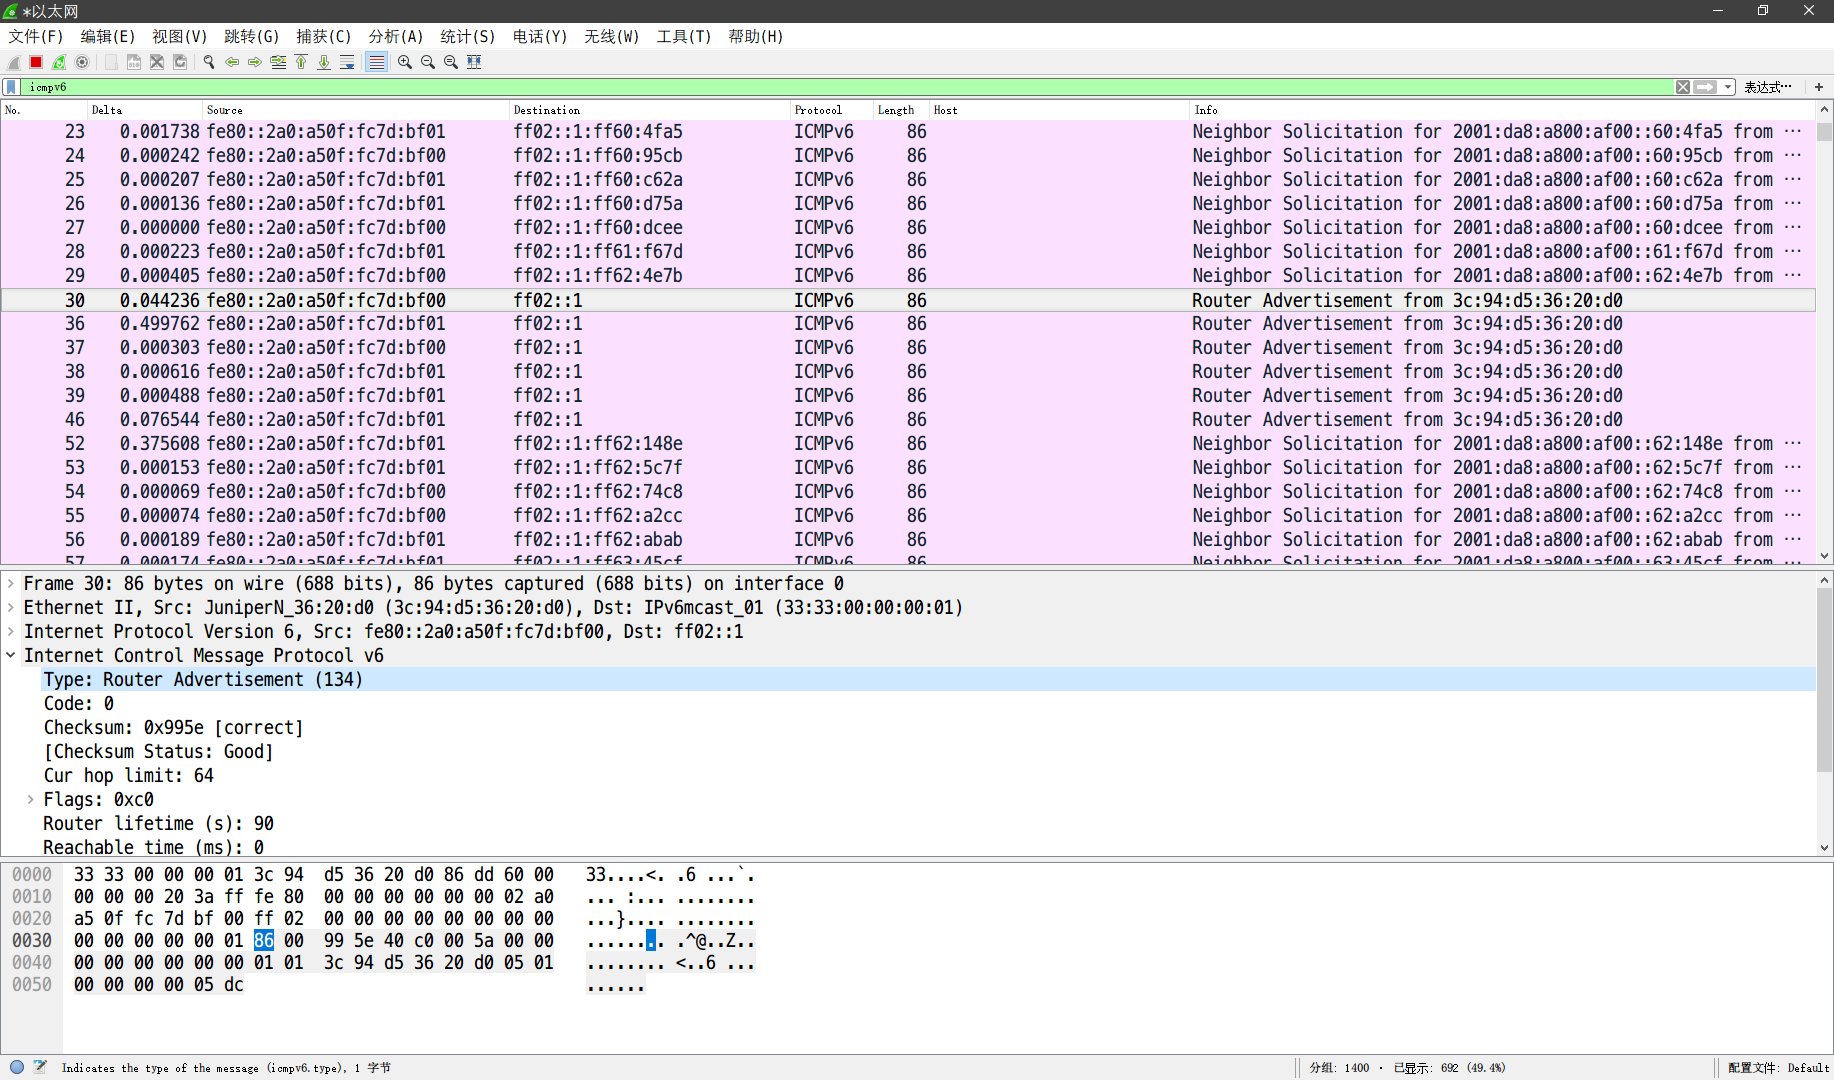 *以太网
文件(F) 编辑(E) 视图(V) 跳转(G) 捕获(C) 分析(A) 统计(S) 电话(Y) 无线(W) 工具(T) 帮助(H)
icmpv6 表达式… +
No. Delta Source Destination Protocol Length Host Info
23 0.001738 fe80::2a0:a50f:fc7d:bf01 ff02::1:ff60:4fa5 ICMPv6 86 Neighbor Solicitation for 2001:da8:a800:af00::60:4fa5 from …
24 0.000242 fe80::2a0:a50f:fc7d:bf00 ff02::1:ff60:95cb ICMPv6 86 Neighbor Solicitation for 2001:da8:a800:af00::60:95cb from …
25 0.000207 fe80::2a0:a50f:fc7d:bf01 ff02::1:ff60:c62a ICMPv6 86 Neighbor Solicitation for 2001:da8:a800:af00::60:c62a from …
26 0.000136 fe80::2a0:a50f:fc7d:bf01 ff02::1:ff60:d75a ICMPv6 86 Neighbor Solicitation for 2001:da8:a800:af00::60:d75a from …
27 0.000000 fe80::2a0:a50f:fc7d:bf00 ff02::1:ff60:dcee ICMPv6 86 Neighbor Solicitation for 2001:da8:a800:af00::60:dcee from …
28 0.000223 fe80::2a0:a50f:fc7d:bf01 ff02::1:ff61:f67d ICMPv6 86 Neighbor Solicitation for 2001:da8:a800:af00::61:f67d from …
29 0.000405 fe80::2a0:a50f:fc7d:bf00 ff02::1:ff62:4e7b ICMPv6 86 Neighbor Solicitation for 2001:da8:a800:af00::62:4e7b from …
30 0.044236 fe80::2a0:a50f:fc7d:bf00 ff02::1 ICMPv6 86 Router Advertisement from 3c:94:d5:36:20:d0
36 0.499762 fe80::2a0:a50f:fc7d:bf01 ff02::1 ICMPv6 86 Router Advertisement from 3c:94:d5:36:20:d0
37 0.000303 fe80::2a0:a50f:fc7d:bf00 ff02::1 ICMPv6 86 Router Advertisement from 3c:94:d5:36:20:d0
38 0.000616 fe80::2a0:a50f:fc7d:bf01 ff02::1 ICMPv6 86 Router Advertisement from 3c:94:d5:36:20:d0
39 0.000488 fe80::2a0:a50f:fc7d:bf01 ff02::1 ICMPv6 86 Router Advertisement from 3c:94:d5:36:20:d0
46 0.076544 fe80::2a0:a50f:fc7d:bf01 ff02::1 ICMPv6 86 Router Advertisement from 3c:94:d5:36:20:d0
52 0.375608 fe80::2a0:a50f:fc7d:bf01 ff02::1:ff62:148e ICMPv6 86 Neighbor Solicitation for 2001:da8:a800:af00::62:148e from …
53 0.000153 fe80::2a0:a50f:fc7d:bf01 ff02::1:ff62:5c7f ICMPv6 86 Neighbor Solicitation for 2001:da8:a800:af00::62:5c7f from …
54 0.000069 fe80::2a0:a50f:fc7d:bf00 ff02::1:ff62:74c8 ICMPv6 86 Neighbor Solicitation for 2001:da8:a800:af00::62:74c8 from …
55 0.000074 fe80::2a0:a50f:fc7d:bf00 ff02::1:ff62:a2cc ICMPv6 86 Neighbor Solicitation for 2001:da8:a800:af00::62:a2cc from …
56 0.000189 fe80::2a0:a50f:fc7d:bf01 ff02::1:ff62:abab ICMPv6 86 Neighbor Solicitation for 2001:da8:a800:af00::62:abab from …
57 0.000174 fe80::2a0:a50f:fc7d:bf01 ff02::1:ff63:45cf ICMPv6 86 Neighbor Solicitation for 2001:da8:a800:af00::63:45cf from …
Frame 30: 86 bytes on wire (688 bits), 86 bytes captured (688 bits) on interface 0
Ethernet II, Src: JuniperN_36:20:d0 (3c:94:d5:36:20:d0), Dst: IPv6mcast_01 (33:33:00:00:00:01)
Internet Protocol Version 6, Src: fe80::2a0:a50f:fc7d:bf00, Dst: ff02::1
Internet Control Message Protocol v6
Type: Router Advertisement (134)
Code: 0
Checksum: 0x995e [correct]
[Checksum Status: Good]
Cur hop limit: 64
Flags: 0xc0
Router lifetime (s): 90
Reachable time (ms): 0
0000 33 33 00 00 00 01 3c 94 d5 36 20 d0 86 dd 60 00 33....<. .6 ...`.
0010 00 00 00 20 3a ff fe 80 00 00 00 00 00 00 02 a0 ... :... ........
0020 a5 0f fc 7d bf 00 ff 02 00 00 00 00 00 00 00 00 ...}.... ........
0030 00 00 00 00 00 01 86 00 99 5e 40 c0 00 5a 00 00 ........ .^@..Z..
0040 00 00 00 00 00 00 01 01 3c 94 d5 36 20 d0 05 01 ........ <..6 ...
0050 00 00 00 00 05 dc ......
Indicates the type of the message (icmpv6.type), 1 字节 分组: 1400 · 已显示: 692 (49.4%) 配置文件: Default